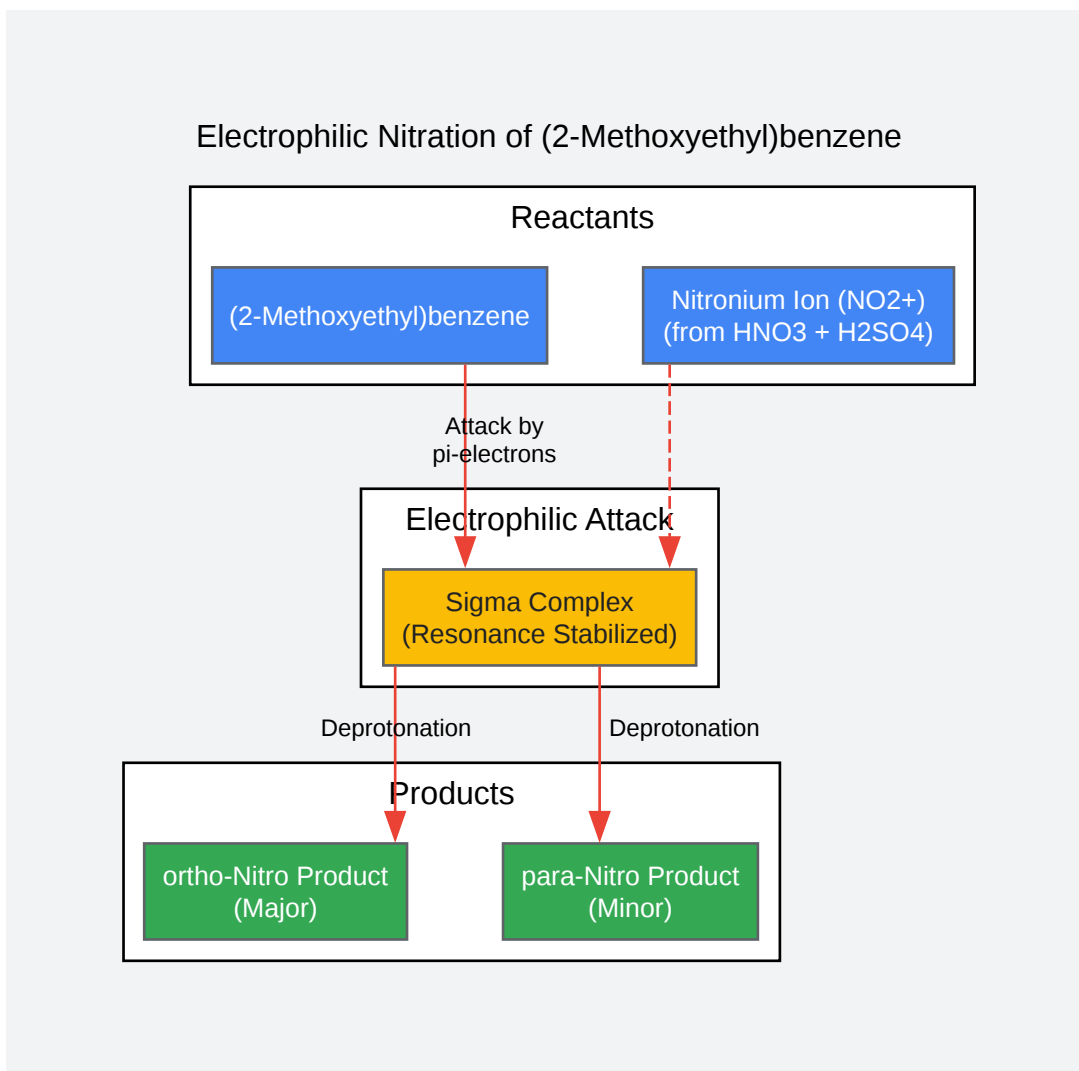 Electrophilic Nitration of (2-Methoxyethyl)benzene
Reactants
(2-Methoxyethyl)benzene
Nitronium Ion (NO2+)
(from HNO3 + H2SO4)
Attack by
pi-electrons
Electrophilic Attack
Sigma Complex
(Resonance Stabilized)
Deprotonation
Deprotonation
Products
ortho-Nitro Product
(Major)
para-Nitro Product
(Minor)